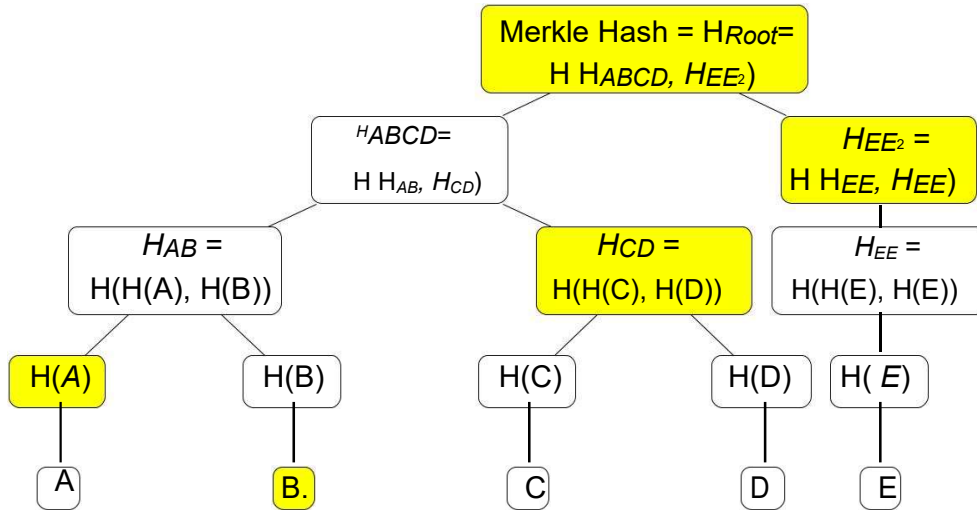 Merkle Hash = HRoot=
H HABCD, HEE2)
HABCD=
H HAB, HCD)
HEE2 =
H HEE, HEE)
HAB =
H(H(A), H(B))
HCD =
H(H(C), H(D))
HEE =
H(H(E), H(E))
H(A)
H(B)
H(C)
H(D)
H( E)
A
B.
C
D
E